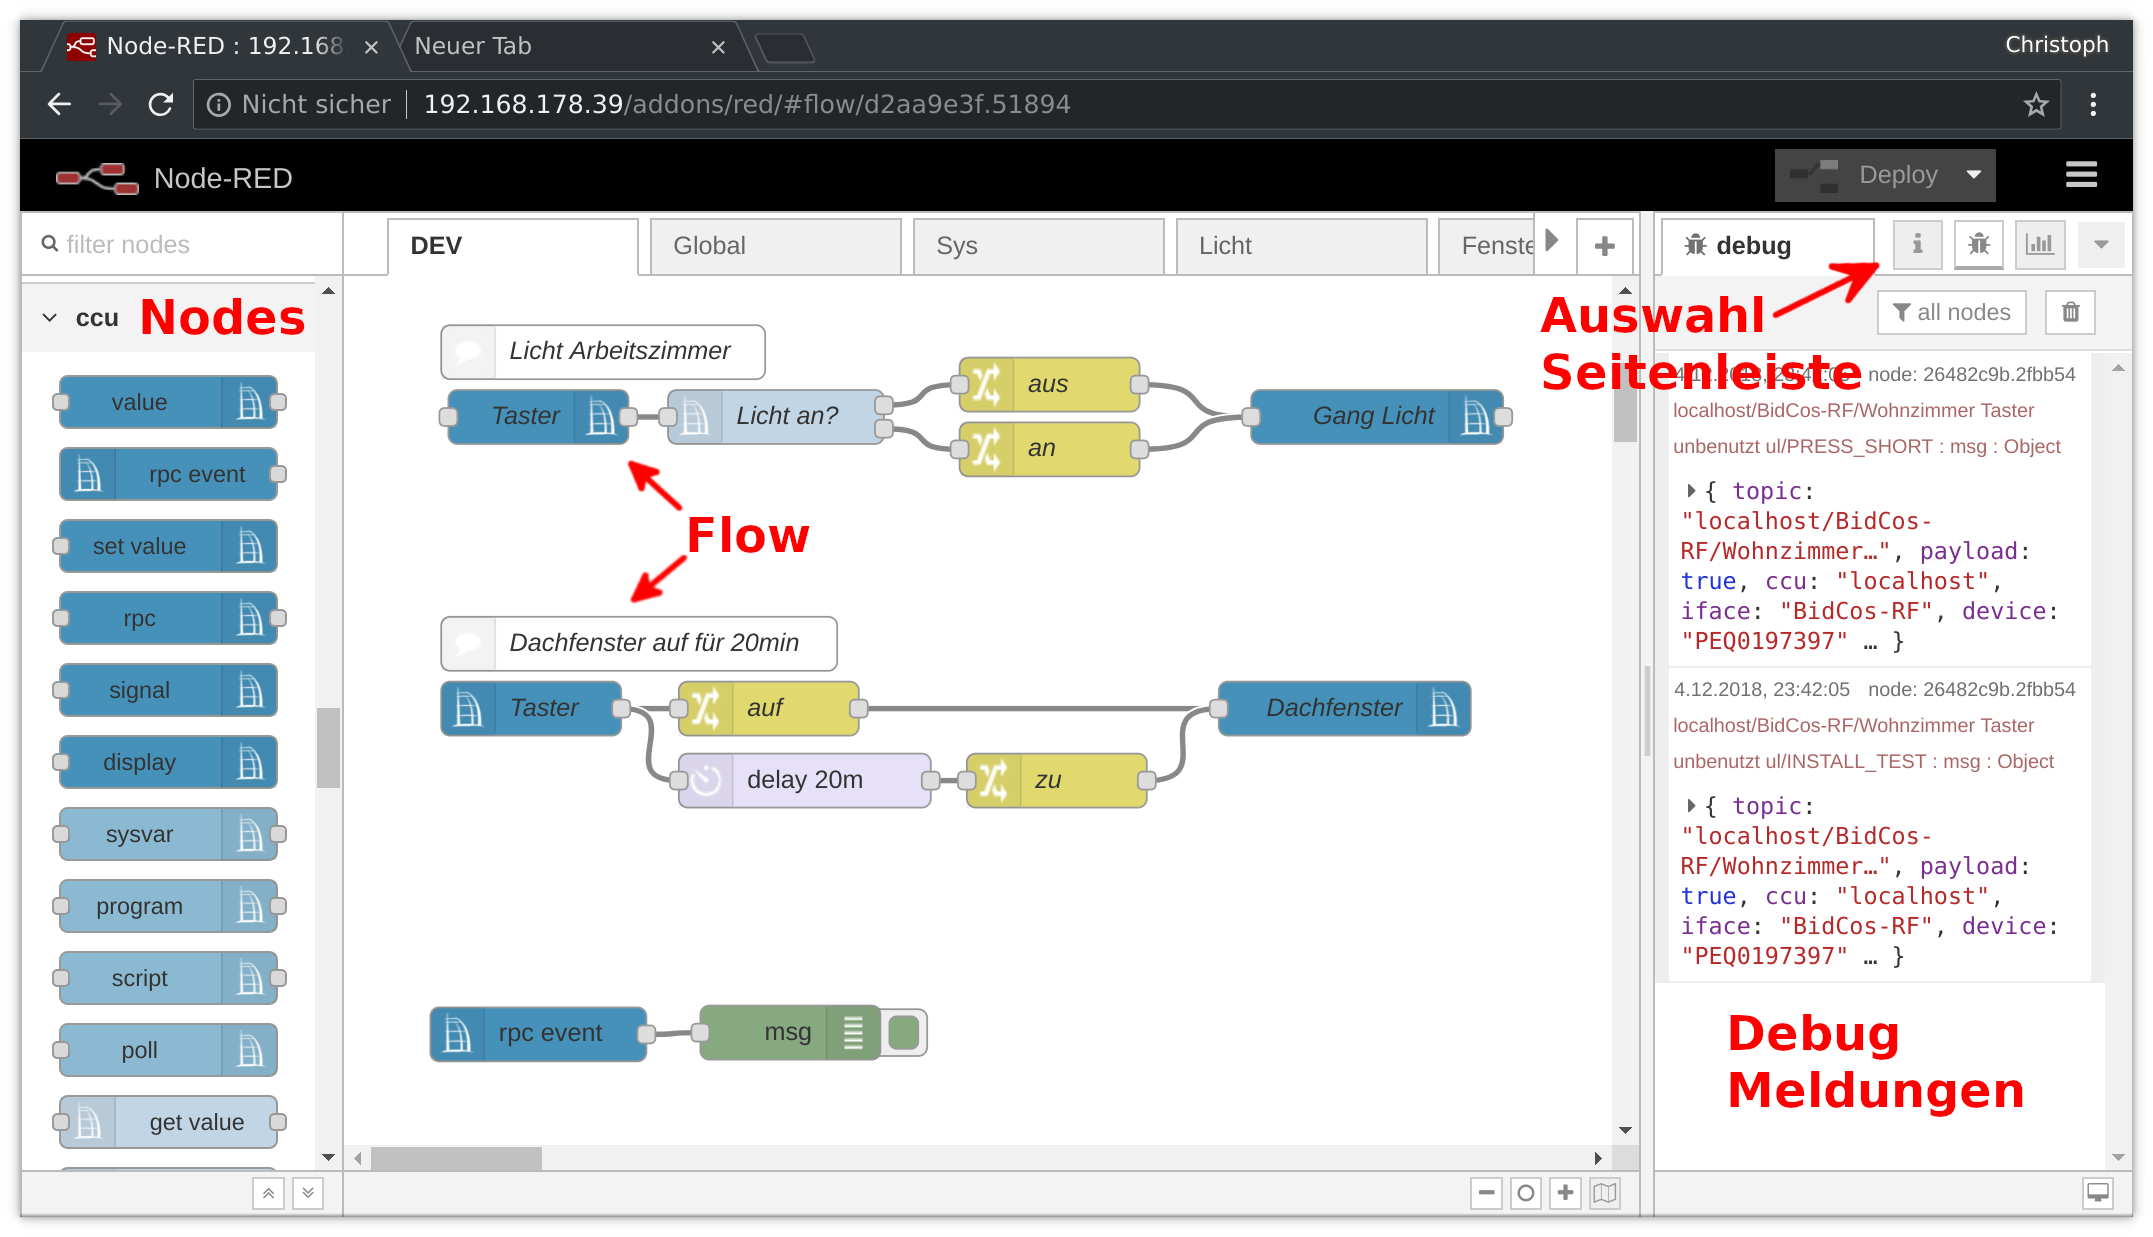 Node-RED : 192.168
Neuer Tab
Christoph
Nicht sicher
192.168.178.39/addons/red/#flow/d2aa9e3f.51894
Node-RED
Deploy
filter nodes
DEV
Global
Sys
Licht
Fenste
debug
all nodes
ccu
Nodes
value
rpc event
set value
rpc
signal
display
sysvar
program
script
poll
get value
Licht Arbeitszimmer
Taster
Licht an?
aus
an
Gang Licht
Flow
Dachfenster auf für 20min
Taster
auf
Dachfenster
delay 20m
zu
rpc event
msg
Auswahl
Seitenleiste
node: 26482c9b.2fbb54
localhost/BidCos-RF/Wohnzimmer Taster
unbenutzt ul/PRESS_SHORT : msg : Object
{ topic:
"localhost/BidCos-
RF/Wohnzimmer…", payload:
true, ccu: "localhost",
iface: "BidCos-RF", device:
"PEQ0197397" … }
4.12.2018, 23:42:05 node: 26482c9b.2fbb54
localhost/BidCos-RF/Wohnzimmer Taster
unbenutzt ul/INSTALL_TEST : msg : Object
{ topic:
"localhost/BidCos-
RF/Wohnzimmer…", payload:
true, ccu: "localhost",
iface: "BidCos-RF", device:
"PEQ0197397" … }
Debug
Meldungen